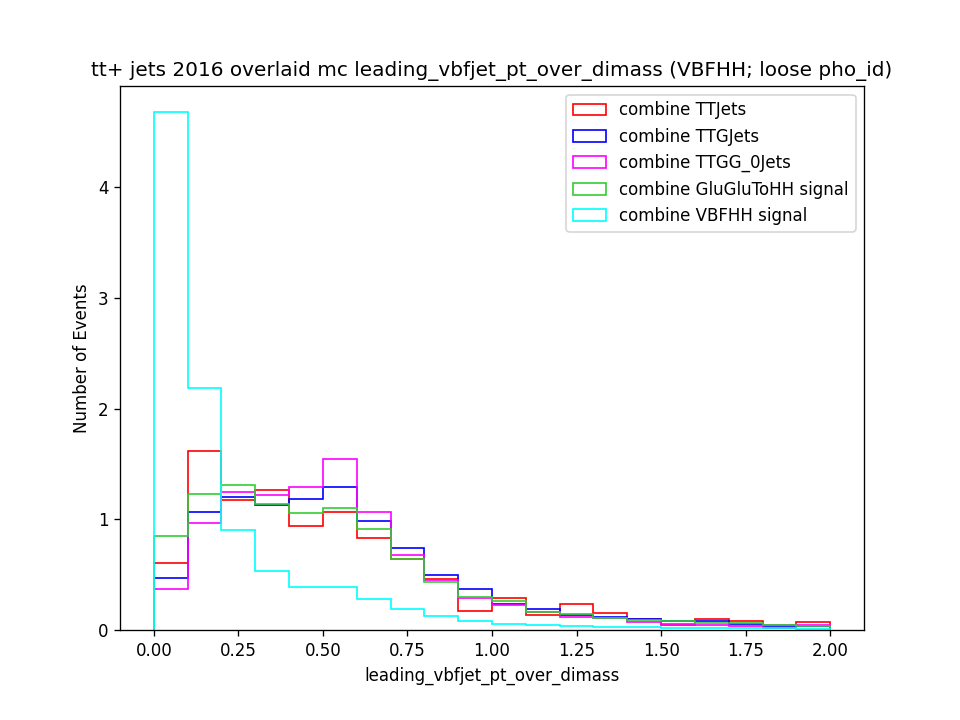 tt+ jets 2016 overlaid mc leading_vbfjet_pt_over_dimass (VBFHH; loose pho_id)
combine TTJets
combine TTGJets
combine TTGG_0Jets
combine GluGluToHH signal
combine VBFHH signal
Number of Events
4
3
2
1
0
0.00 0.25 0.50 0.75 1.00 1.25 1.50 1.75 2.00
leading_vbfjet_pt_over_dimass